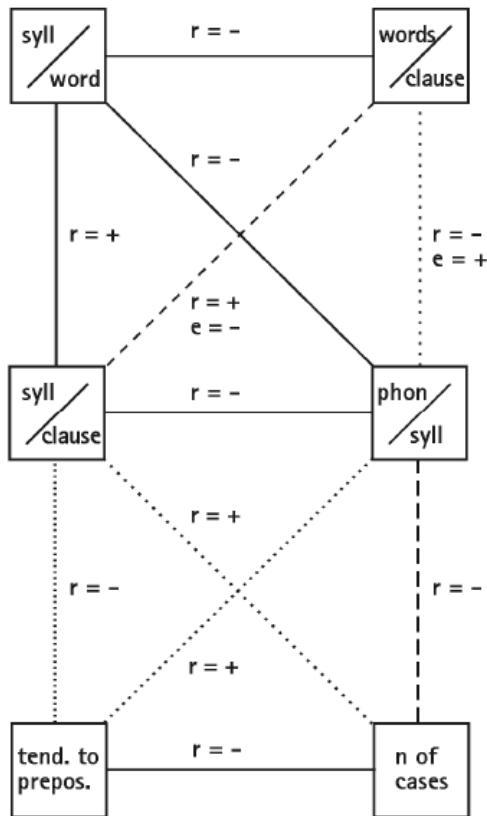 syll
word
r = -
words
clause
r = -
r = +
r = -
e = +
r = +
e = -
syll
clause
r = -
phon
syll
r = +
r = -
r = -
r = +
tend. to
prepos.
r = -
n of
cases